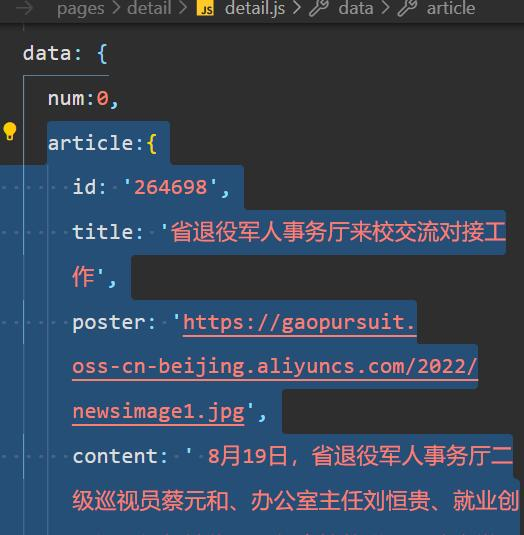 pages > detail > JS detail.js > data > article
data: {
num:0,
article:{
id: '264698',
title: '省退役军人事务厅来校交流对接工
作',
poster: 'https://gaopursuit.
oss-cn-beijing.aliyuncs.com/2022/
newsimage1.jpg',
content: ' 8月19日，省退役军人事务厅二
级巡视员蔡元和、办公室主任刘恒贵、就业创